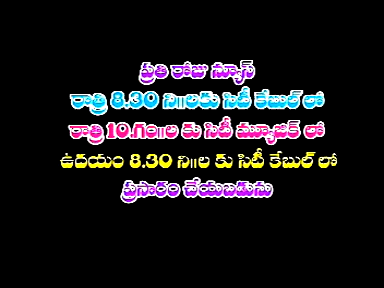 ప్రతి రోజు న్యూస్
రాత్రి 8.30 ని॥లకు సిటీ కేబుల్ లో
రాత్రి 10.గం॥ల కు సిటీ మ్యూజిక్ లో
ఉదయం 8.30 ని॥ల కు సిటీ కేబుల్ లో
ప్రసారం చేయబడును